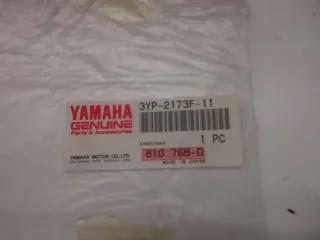 YAMAHA
GENUINE
Parts & Accessories
YAMAHA MOTOR CO.,LTD
3YP-2173F-11
1 PC
810 768-0
MADE IN JAPAN